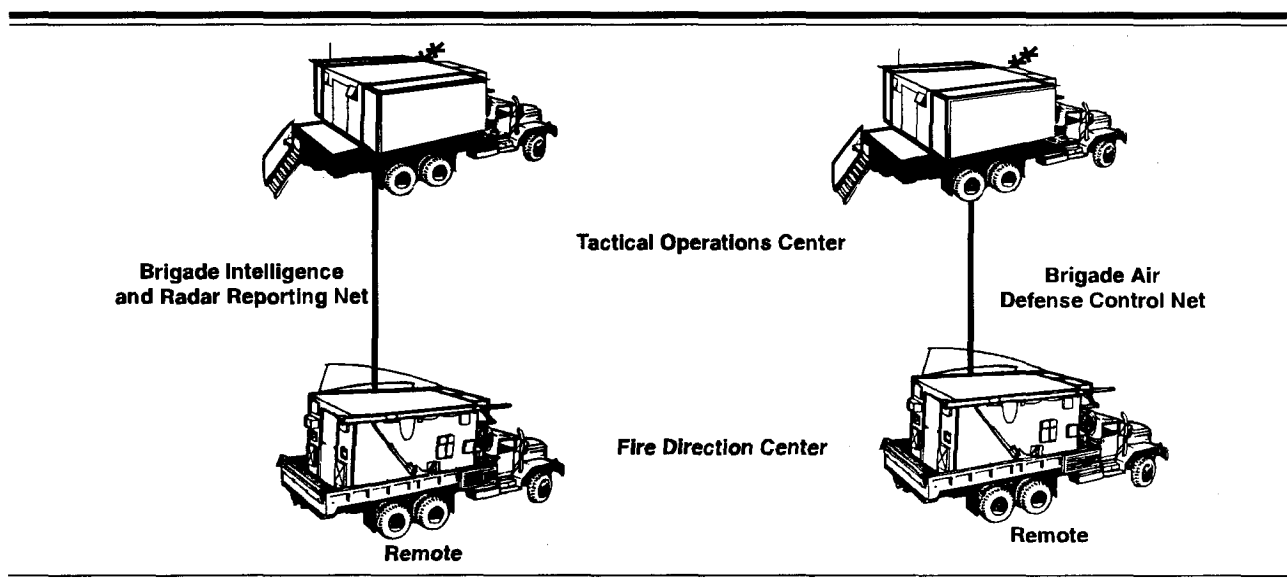 Tactical Operations Center
Brigade Intelligence
and Radar Reporting Net
Brigade Air
Defense Control Net
Fire Direction Center
Remote
Remote